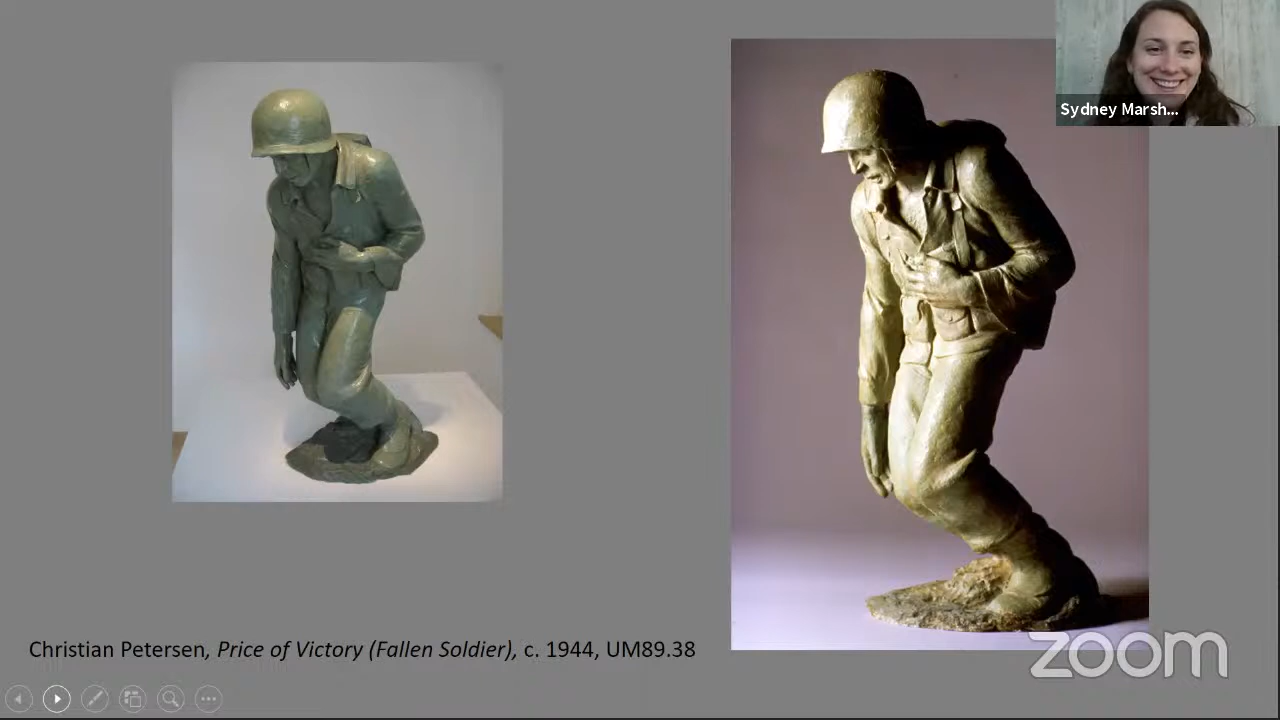 Sydney Marsh...
Christian Petersen, Price of Victory (Fallen Soldier), c. 1944, UM89.38
zoom